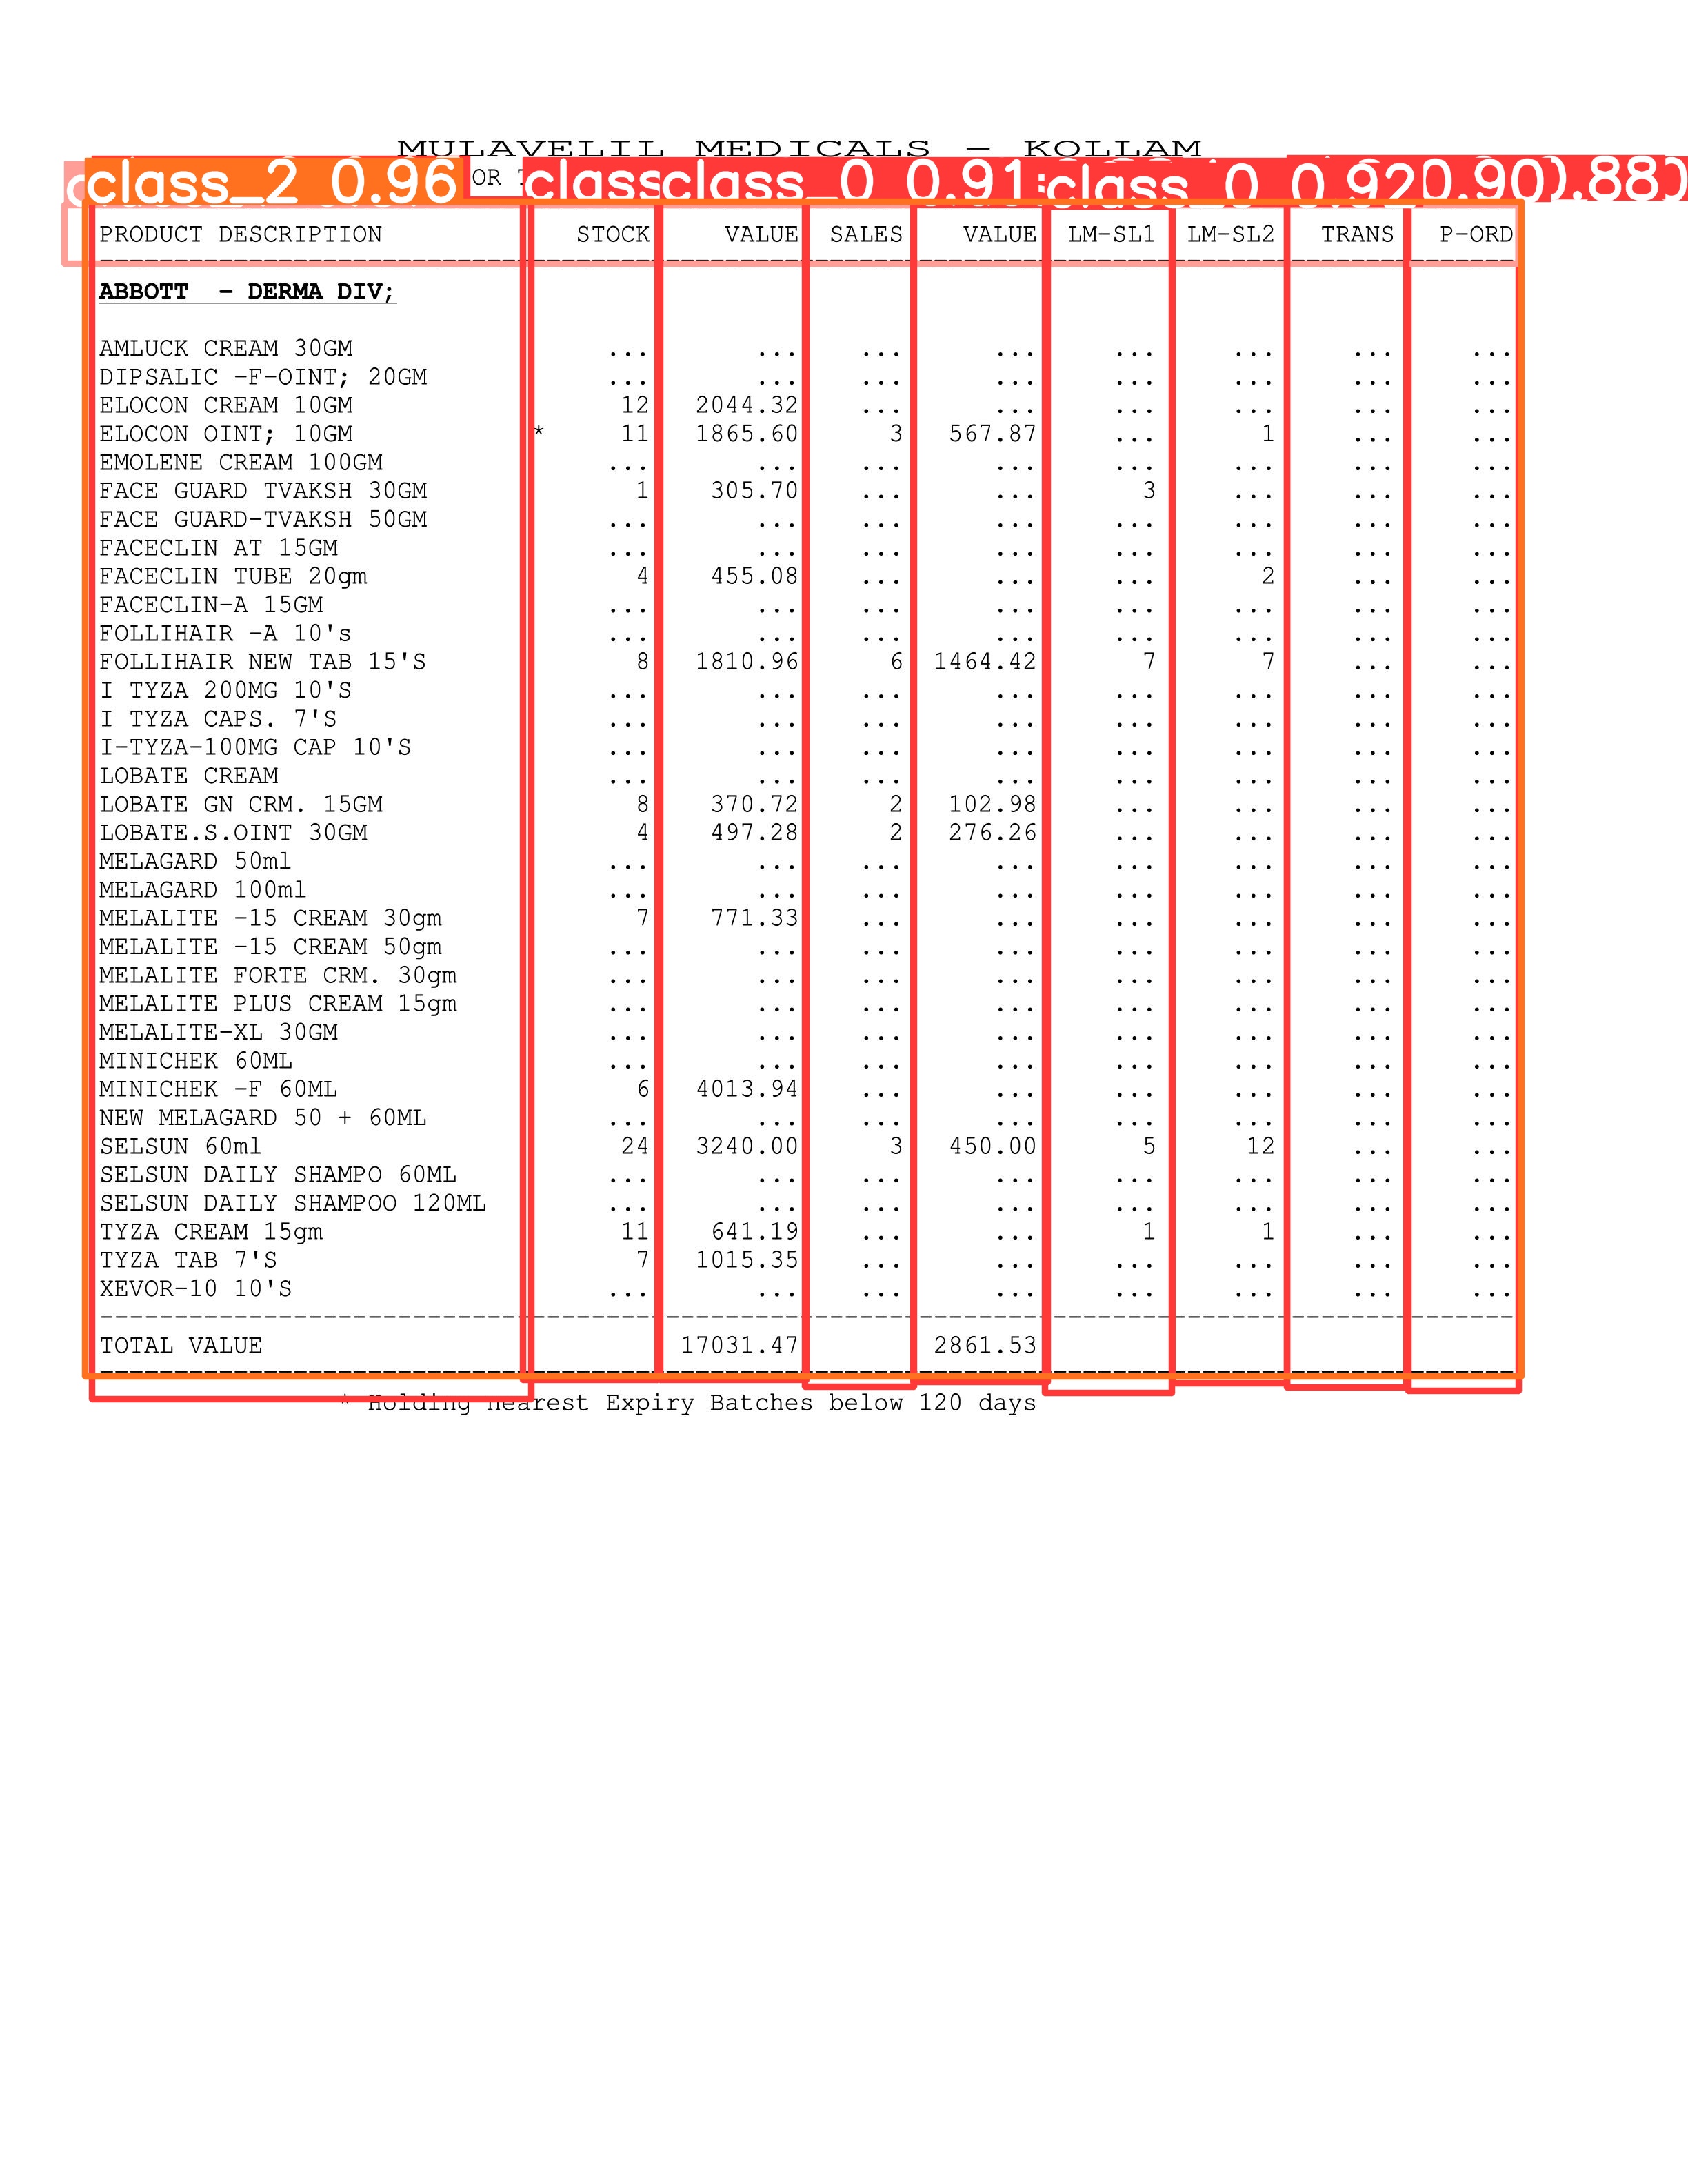 MULAVELIL MEDICALS - KOLLAM
class_2 0.96 OR class class_0 0.91 class_0 0.92 0.90 0.88
PRODUCT DESCRIPTION STOCK VALUE SALES VALUE LM-SL1 LM-SL2 TRANS P-ORD
ABBOTT - DERMA DIV;
AMLUCK CREAM 30GM ... ... ... ... ... ... ... ...
DIPSALIC -F-OINT; 20GM ... ... ... ... ... ... ... ...
ELOCON CREAM 10GM 12 2044.32 ... ... ... ... ... ...
ELOCON OINT; 10GM * 11 1865.60 3 567.87 ... 1 ... ...
EMOLENE CREAM 100GM ... ... ... ... ... ... ... ...
FACE GUARD TVAKSH 30GM 1 305.70 ... ... 3 ... ... ...
FACE GUARD-TVAKSH 50GM ... ... ... ... ... ... ... ...
FACECLIN AT 15GM ... ... ... ... ... ... ... ...
FACECLIN TUBE 20gm 4 455.08 ... ... ... 2 ... ...
FACECLIN-A 15GM ... ... ... ... ... ... ... ...
FOLLIHAIR -A 10's ... ... ... ... ... ... ... ...
FOLLIHAIR NEW TAB 15'S 8 1810.96 6 1464.42 7 7 ... ...
I TYZA 200MG 10'S ... ... ... ... ... ... ... ...
I TYZA CAPS. 7'S ... ... ... ... ... ... ... ...
I-TYZA-100MG CAP 10'S ... ... ... ... ... ... ... ...
LOBATE CREAM ... ... ... ... ... ... ... ...
LOBATE GN CRM. 15GM 8 370.72 2 102.98 ... ... ... ...
LOBATE.S.OINT 30GM 4 497.28 2 276.26 ... ... ... ...
MELAGARD 50ml ... ... ... ... ... ... ... ...
MELAGARD 100ml ... ... ... ... ... ... ... ...
MELALITE -15 CREAM 30gm 7 771.33 ... ... ... ... ... ...
MELALITE -15 CREAM 50gm ... ... ... ... ... ... ... ...
MELALITE FORTE CRM. 30gm ... ... ... ... ... ... ... ...
MELALITE PLUS CREAM 15gm ... ... ... ... ... ... ... ...
MELALITE-XL 30GM ... ... ... ... ... ... ... ...
MINICHEK 60ML ... ... ... ... ... ... ... ...
MINICHEK -F 60ML 6 4013.94 ... ... ... ... ... ...
NEW MELAGARD 50 + 60ML ... ... ... ... ... ... ... ...
SELSUN 60ml 24 3240.00 3 450.00 5 12 ... ...
SELSUN DAILY SHAMPO 60ML ... ... ... ... ... ... ... ...
SELSUN DAILY SHAMPOO 120ML ... ... ... ... ... ... ... ...
TYZA CREAM 15gm 11 641.19 ... ... 1 1 ... ...
TYZA TAB 7'S 7 1015.35 ... ... ... ... ... ...
XEVOR-10 10'S ... ... ... ... ... ... ... ...
TOTAL VALUE 17031.47 2861.53
* Holding nearest Expiry Batches below 120 days